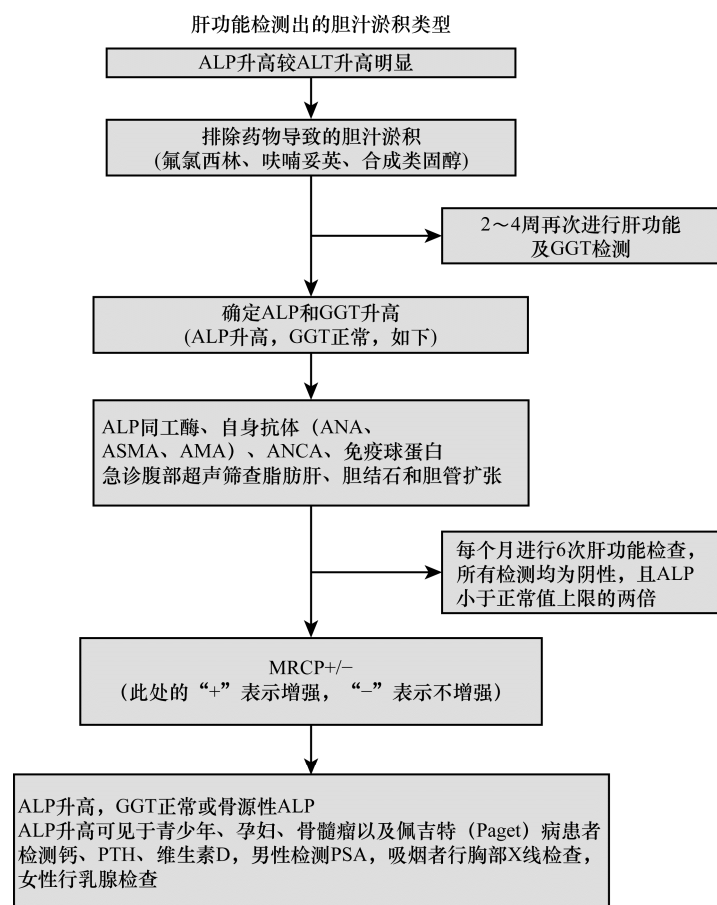 肝功能检测出的胆汁淤积类型
ALP升高较ALT升高明显
排除药物导致的胆汁淤积
(氟氯西林、呋喃妥英、合成类固醇)
2～4周再次进行肝功能
及GGT检测
确定ALP和GGT升高
(ALP升高，GGT正常，如下)
ALP同工酶、自身抗体（ANA、
ASMA、AMA）、ANCA、免疫球蛋白
急诊腹部超声筛查脂肪肝、胆结石和胆管扩张
每个月进行6次肝功能检查，
所有检测均为阴性，且ALP
小于正常值上限的两倍
MRCP+/−
（此处的“+”表示增强，“−”表示不增强）
ALP升高，GGT正常或骨源性ALP
ALP升高可见于青少年、孕妇、骨髓瘤以及佩吉特（Paget）病患者
检测钙、PTH、维生素D，男性检测PSA，吸烟者行胸部X线检查，
女性行乳腺检查